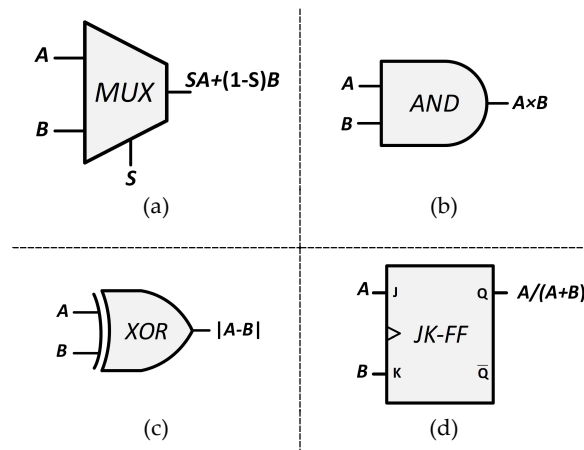 A
MUX
SA+(1-S)B
B
S
(a)
A
AND
A×B
B
(b)
A
XOR
|A-B|
B
(c)
A
J
Q
A/(A+B)
JK-FF
B
K
Q̅
(d)